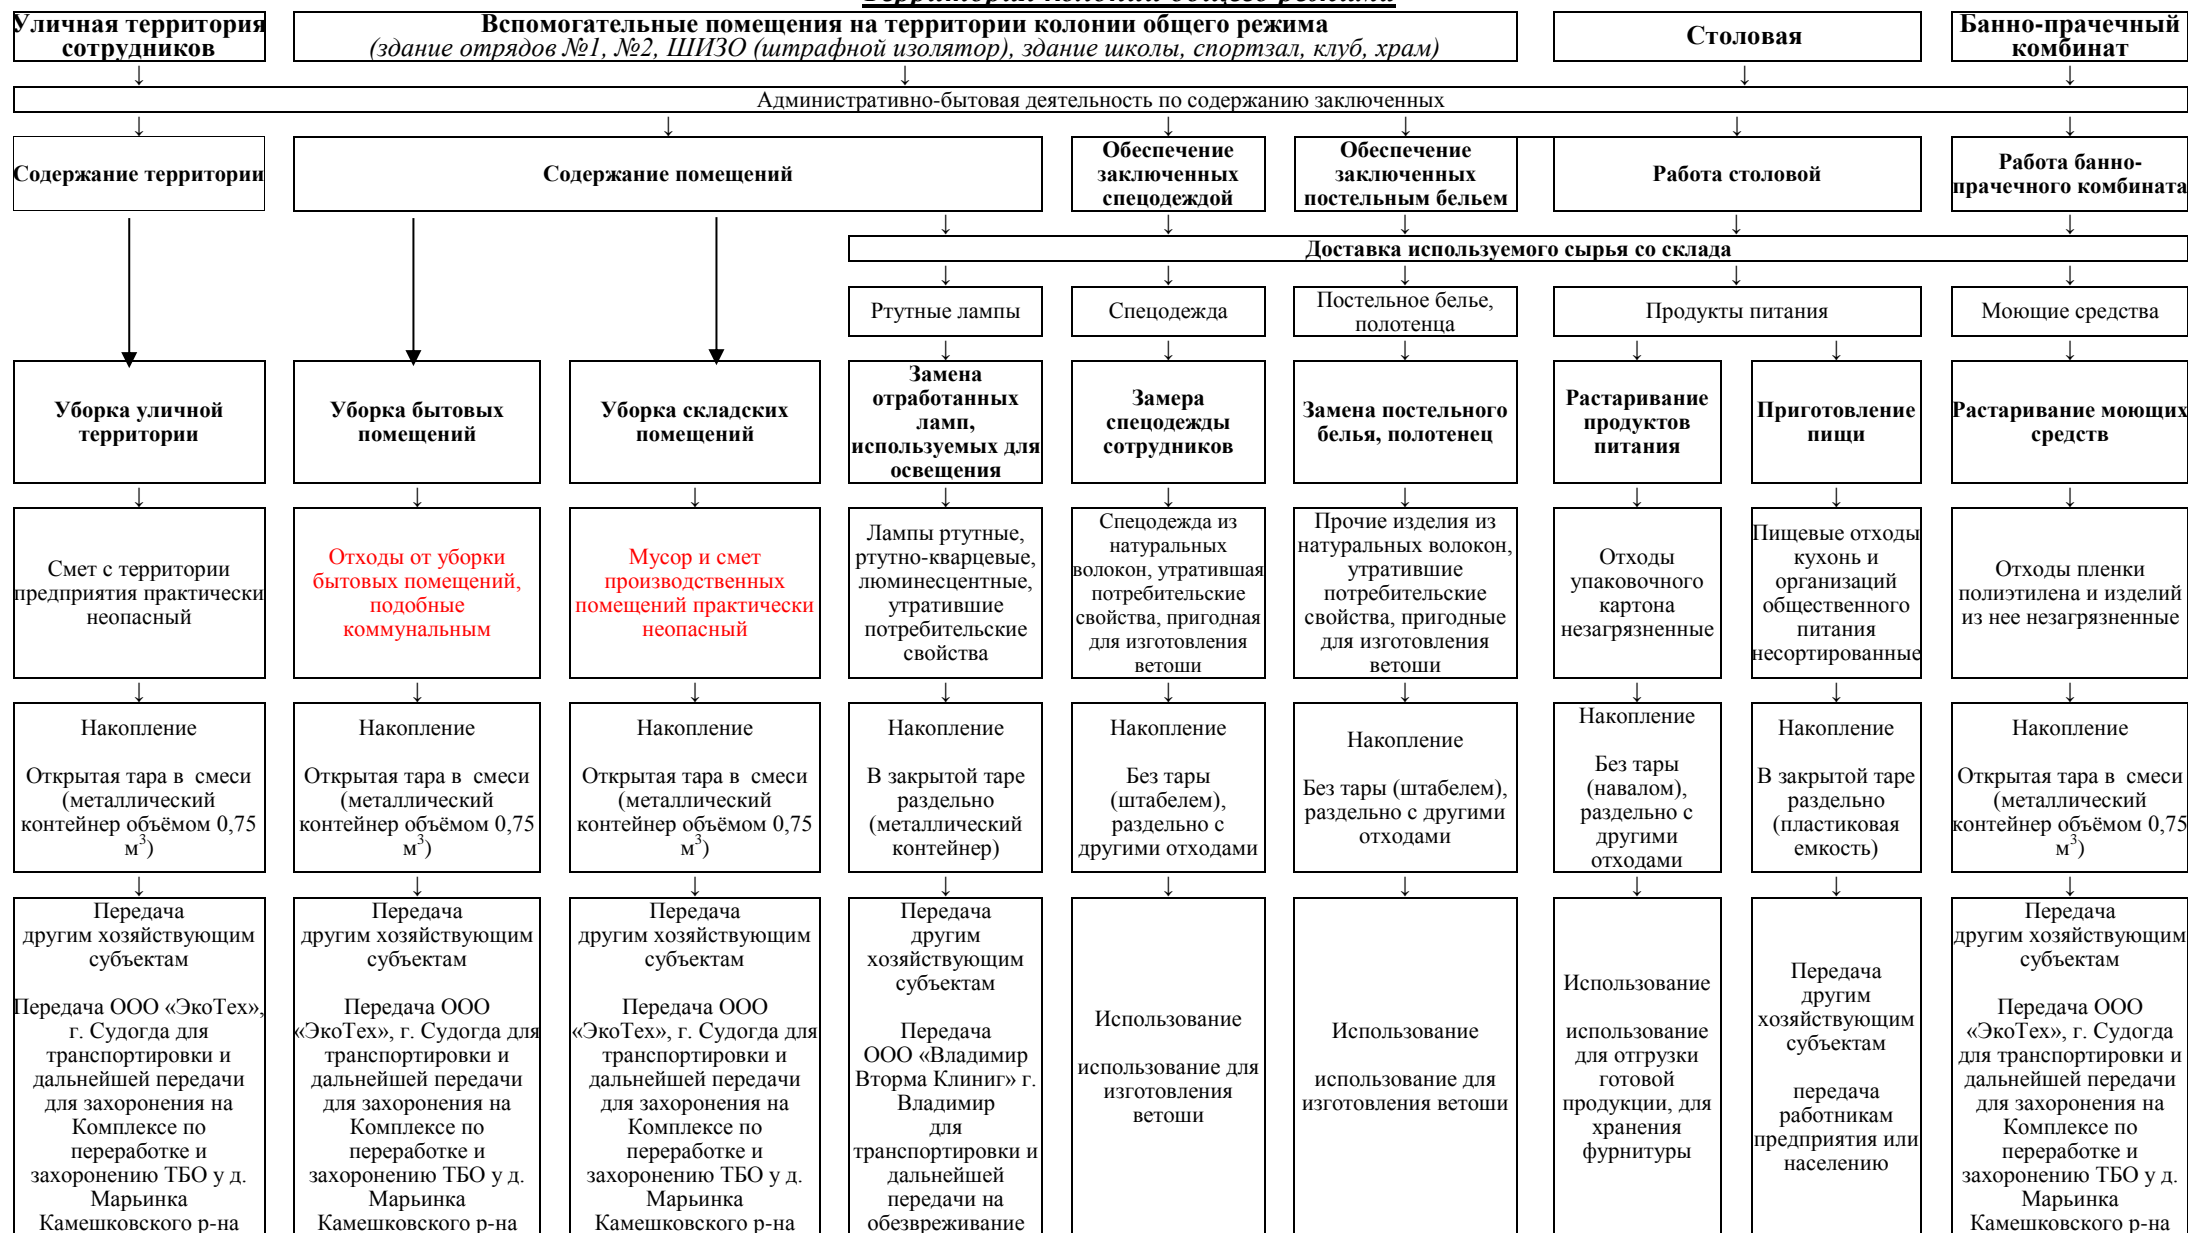 Территория колонии общего режима
Уличная территория
сотрудников
Вспомогательные помещения на территории колонии общего режима
(здание отрядов №1, №2, ШИЗО (штрафной изолятор), здание школы, спортзал, клуб, храм)
Столовая
Банно-прачечный
комбинат
Административно-бытовая деятельность по содержанию заключенных
Содержание территории
Содержание помещений
Обеспечение
заключенных
спецодеждой
Обеспечение
заключенных
постельным бельем
Работа столовой
Работа банно-
прачечного комбината
Доставка используемого сырья со склада
Ртутные лампы
Спецодежда
Постельное белье,
полотенца
Продукты питания
Моющие средства
Уборка уличной
территории
Уборка бытовых
помещений
Уборка складских
помещений
Замена
отработанных
ламп,
используемых для
освещения
Замера
спецодежды
сотрудников
Замена постельного
белья, полотенец
Растаривание
продуктов
питания
Приготовление
пищи
Растаривание моющих
средств
Смет с территории
предприятия практически
неопасный
Отходы от уборки
бытовых помещений,
подобные
коммунальным
Мусор и смет
производственных
помещений практически
неопасный
Лампы ртутные,
ртутно-кварцевые,
люминесцентные,
утратившие
потребительские
свойства
Спецодежда из
натуральных
волокон, утратившая
потребительские
свойства, пригодная
для изготовления
ветоши
Прочие изделия из
натуральных волокон,
утратившие
потребительские
свойства, пригодные
для изготовления
ветоши
Отходы
упаковочного
картона
незагрязненные
Пищевые отходы
кухонь и
организаций
общественного
питания
несортированные
Отходы пленки
полиэтилена и изделий
из нее незагрязненные
Накопление
Открытая тара в смеси
(металлический
контейнер объёмом 0,75
м³)
Накопление
Открытая тара в смеси
(металлический
контейнер объёмом 0,75
м³)
Накопление
Открытая тара в смеси
(металлический
контейнер объёмом 0,75
м³)
Накопление
В закрытой таре
раздельно
(металлический
контейнер)
Накопление
Без тары
(штабелем),
раздельно с
другими отходами
Накопление
Без тары (штабелем),
раздельно с другими
отходами
Накопление
Без тары
(навалом),
раздельно с
другими
отходами
Накопление
В закрытой таре
раздельно
(пластиковая
емкость)
Накопление
Открытая тара в смеси
(металлический
контейнер объёмом 0,75
м³)
Передача
другим хозяйствующим
субъектам
Передача ООО «ЭкоТех»,
г. Судогда для
транспортировки и
дальнейшей передачи
для захоронения на
Комплексе по
переработке и
захоронению ТБО у д.
Марьинка
Камешковского р-на
Передача
другим хозяйствующим
субъектам
Передача ООО
«ЭкоТех», г. Судогда для
транспортировки и
дальнейшей передачи
для захоронения на
Комплексе по
переработке и
захоронению ТБО у д.
Марьинка
Камешковского р-на
Передача
другим хозяйствующим
субъектам
Передача ООО
«ЭкоТех», г. Судогда для
транспортировки и
дальнейшей передачи
для захоронения на
Комплексе по
переработке и
захоронению ТБО у д.
Марьинка
Камешковского р-на
Передача
другим
хозяйствующим
субъектам
Передача
ООО «Владимир
Вторма Клиниг» г.
Владимир
для
транспортировки и
дальнейшей
передачи на
обезвреживание
Использование
использование для
изготовления
ветоши
Использование
использование для
изготовления ветоши
Использование
использование
для отгрузки
готовой
продукции, для
хранения
фурнитуры
Передача
другим
хозяйствующим
субъектам
передача
работникам
предприятия или
населению
Передача
другим хозяйствующим
субъектам
Передача ООО
«ЭкоТех», г. Судогда
для транспортировки и
дальнейшей передачи
для захоронения на
Комплексе по
переработке и
захоронению ТБО у д.
Марьинка
Камешковского р-на